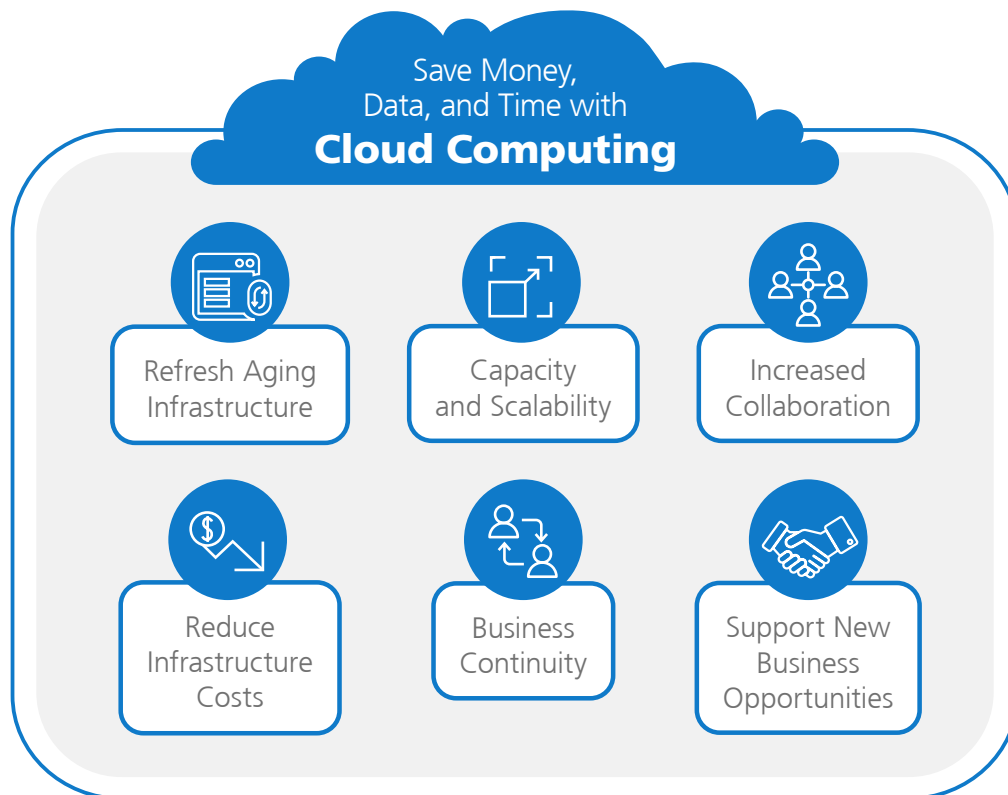 Save Money,
Data, and Time with
Cloud Computing
Refresh Aging
Infrastructure
Capacity
and Scalability
Increased
Collaboration
$
Reduce
Infrastructure
Costs
Business
Continuity
Support New
Business
Opportunities